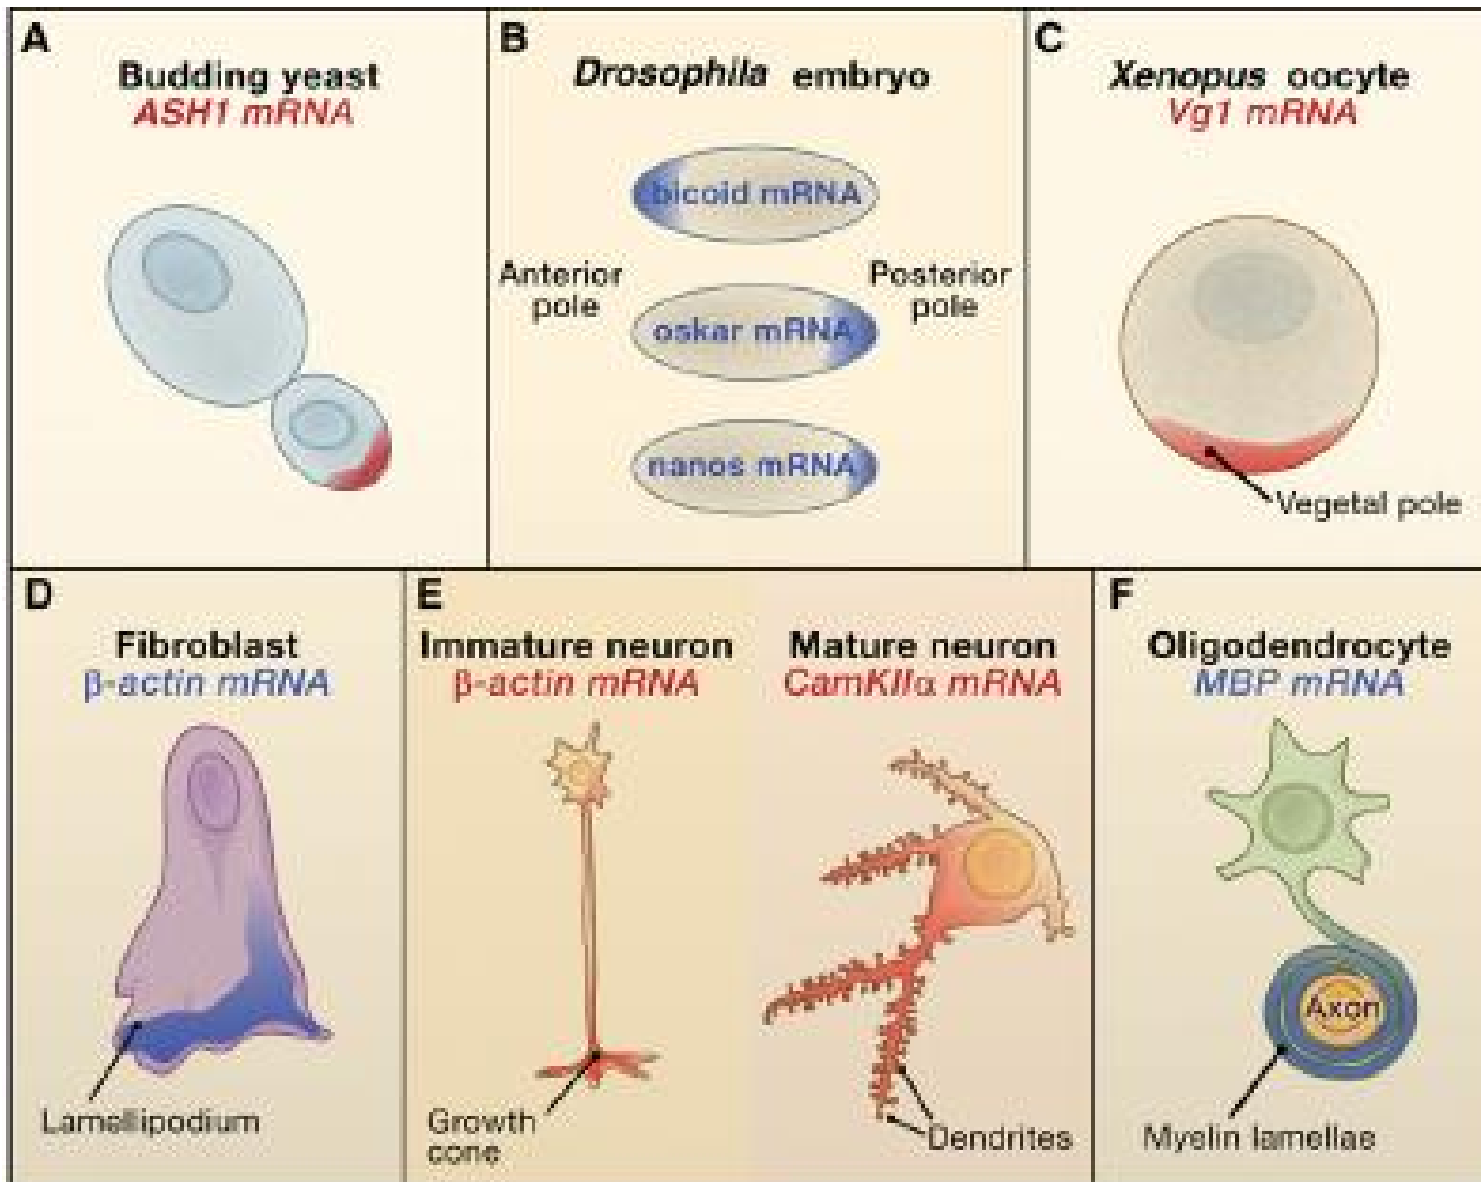 A
Budding yeast
ASH1 mRNA
B
Drosophila embryo
bicoid mRNA
Anterior
pole
Posterior
pole
oskar mRNA
nanos mRNA
C
Xenopus oocyte
Vg1 mRNA
Vegetal pole
D
Fibroblast
β-actin mRNA
Lamellipodium
E
Immature neuron
β-actin mRNA
Growth
cone
Mature neuron
CamKIIα mRNA
Dendrites
F
Oligodendrocyte
MBP mRNA
Axon
Myelin lamellae